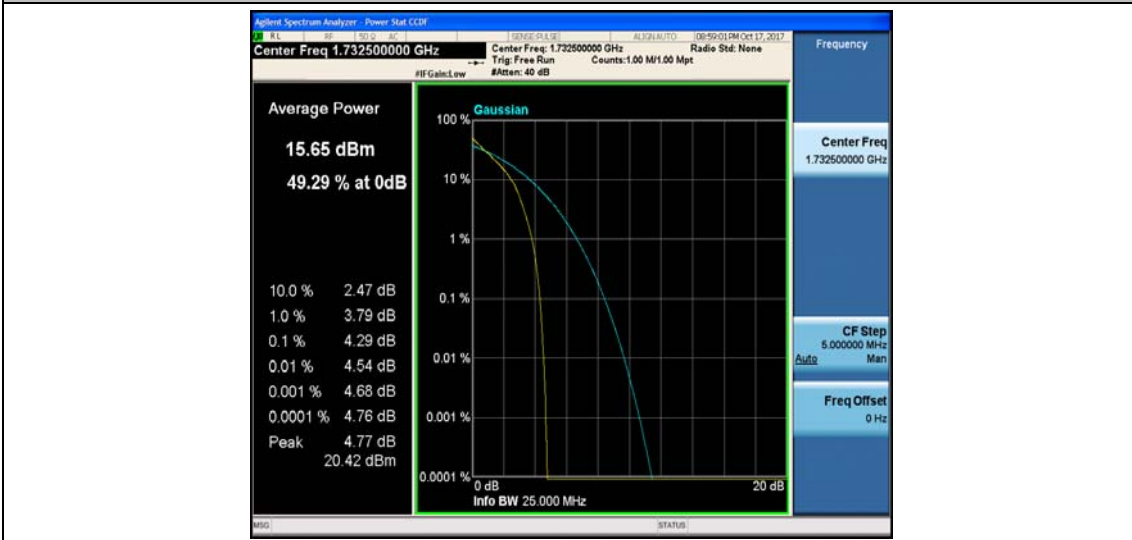 Agilent Spectrum Analyzer - Power Stat CCDF
RL RF 50 Ω AC SENSE:PULSE ALIGNAUTO 08:59:01PM Oct 17, 2017
Center Freq 1.732500000 GHz
Center Freq: 1.732500000 GHz Radio Std: None
Trig: Free Run Counts:1.00 M/1.00 Mpt
#IFGain:Low #Atten: 40 dB
Frequency
Average Power
15.65 dBm
49.29 % at 0dB
10.0 % 2.47 dB
1.0 % 3.79 dB
0.1 % 4.29 dB
0.01 % 4.54 dB
0.001 % 4.68 dB
0.0001 % 4.76 dB
Peak 4.77 dB
20.42 dBm
Gaussian
100 %
10 %
1 %
0.1 %
0.01 %
0.001 %
0.0001 %
0 dB 20 dB
Info BW 25.000 MHz
Center Freq
1.732500000 GHz
CF Step
5.000000 MHz
Auto Man
Freq Offset
0 Hz
MSG STATUS